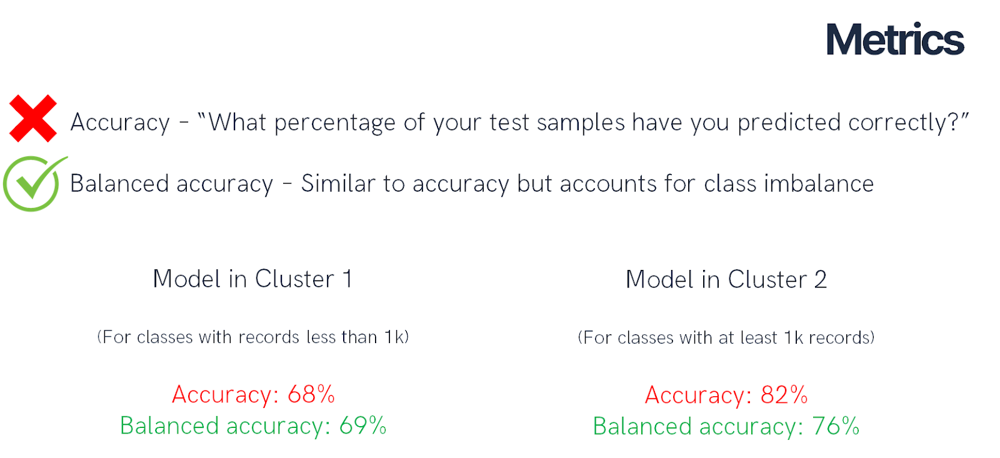 Metrics
Accuracy – “What percentage of your test samples have you predicted correctly?”
Balanced accuracy – Similar to accuracy but accounts for class imbalance
Model in Cluster 1
(For classes with records less than 1k)
Accuracy: 68%
Balanced accuracy: 69%
Model in Cluster 2
(For classes with at least 1k records)
Accuracy: 82%
Balanced accuracy: 76%